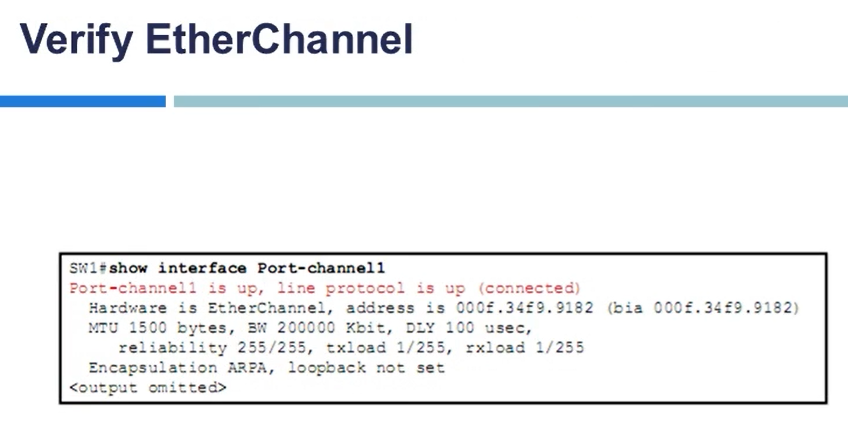 Verify EtherChannel
SW1#show interface Port-channel1
Port-channel1 is up, line protocol is up (connected)
Hardware is EtherChannel, address is 000f.34f9.9182 (bia 000f.34f9.9182)
MTU 1500 bytes, BW 200000 Kbit, DLY 100 usec,
reliability 255/255, txload 1/255, rxload 1/255
Encapsulation ARPA, loopback not set
<output omitted>